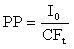 PP = I₀ / CFₜ